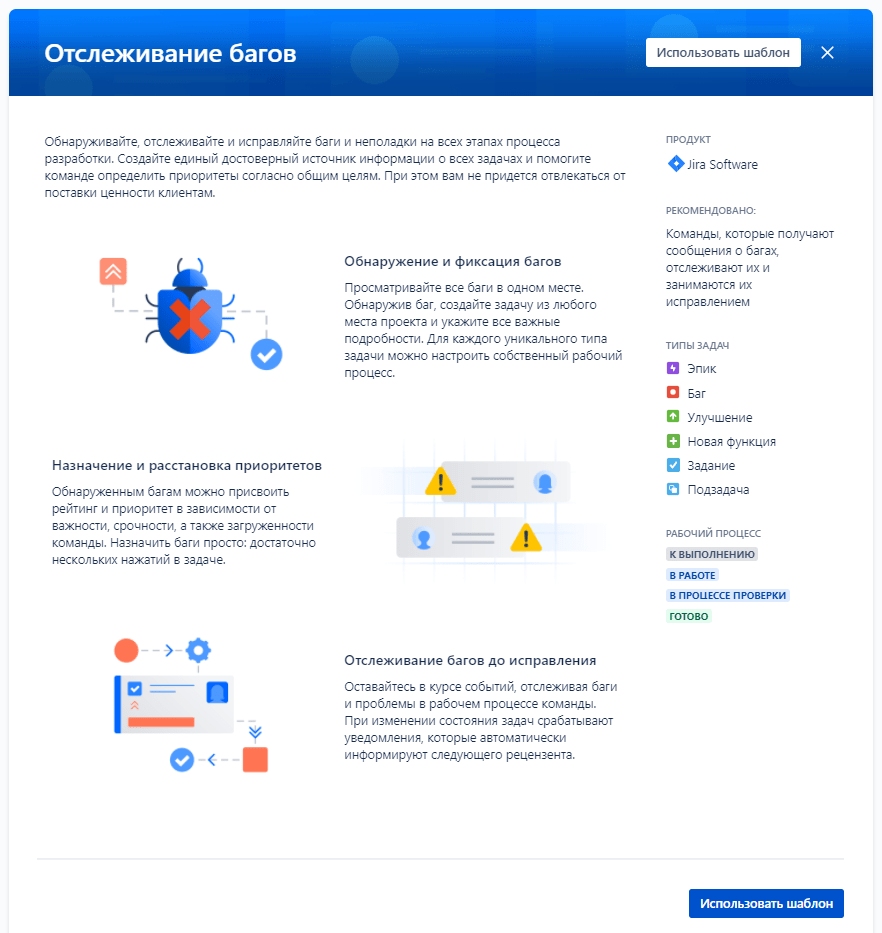 Отслеживание багов
Использовать шаблон
Обнаруживайте, отслеживайте и исправляйте баги и неполадки на всех этапах процесса
разработки. Создайте единый достоверный источник информации о всех задачах и помогите
команде определить приоритеты согласно общим целям. При этом вам не придется отвлекаться от
поставки ценности клиентам.
Обнаружение и фиксация багов
Просматривайте все баги в одном месте.
Обнаружив баг, создайте задачу из любого
места проекта и укажите все важные
подробности. Для каждого уникального типа
задачи можно настроить собственный рабочий
процесс.
Назначение и расстановка приоритетов
Обнаруженным багам можно присвоить
рейтинг и приоритет в зависимости от
важности, срочности, а также загруженности
команды. Назначить баги просто: достаточно
нескольких нажатий в задаче.
Отслеживание багов до исправления
Оставайтесь в курсе событий, отслеживая баги
и проблемы в рабочем процессе команды.
При изменении состояния задач срабатывают
уведомления, которые автоматически
информируют следующего рецензента.
ПРОДУКТ
Jira Software
РЕКОМЕНДОВАНО:
Команды, которые получают
сообщения о багах,
отслеживают их и
занимаются их
исправлением
ТИПЫ ЗАДАЧ
Эпик
Баг
Улучшение
Новая функция
Задание
Подзадача
РАБОЧИЙ ПРОЦЕСС
К ВЫПОЛНЕНИЮ
В РАБОТЕ
В ПРОЦЕССЕ ПРОВЕРКИ
ГОТОВО
Использовать шаблон